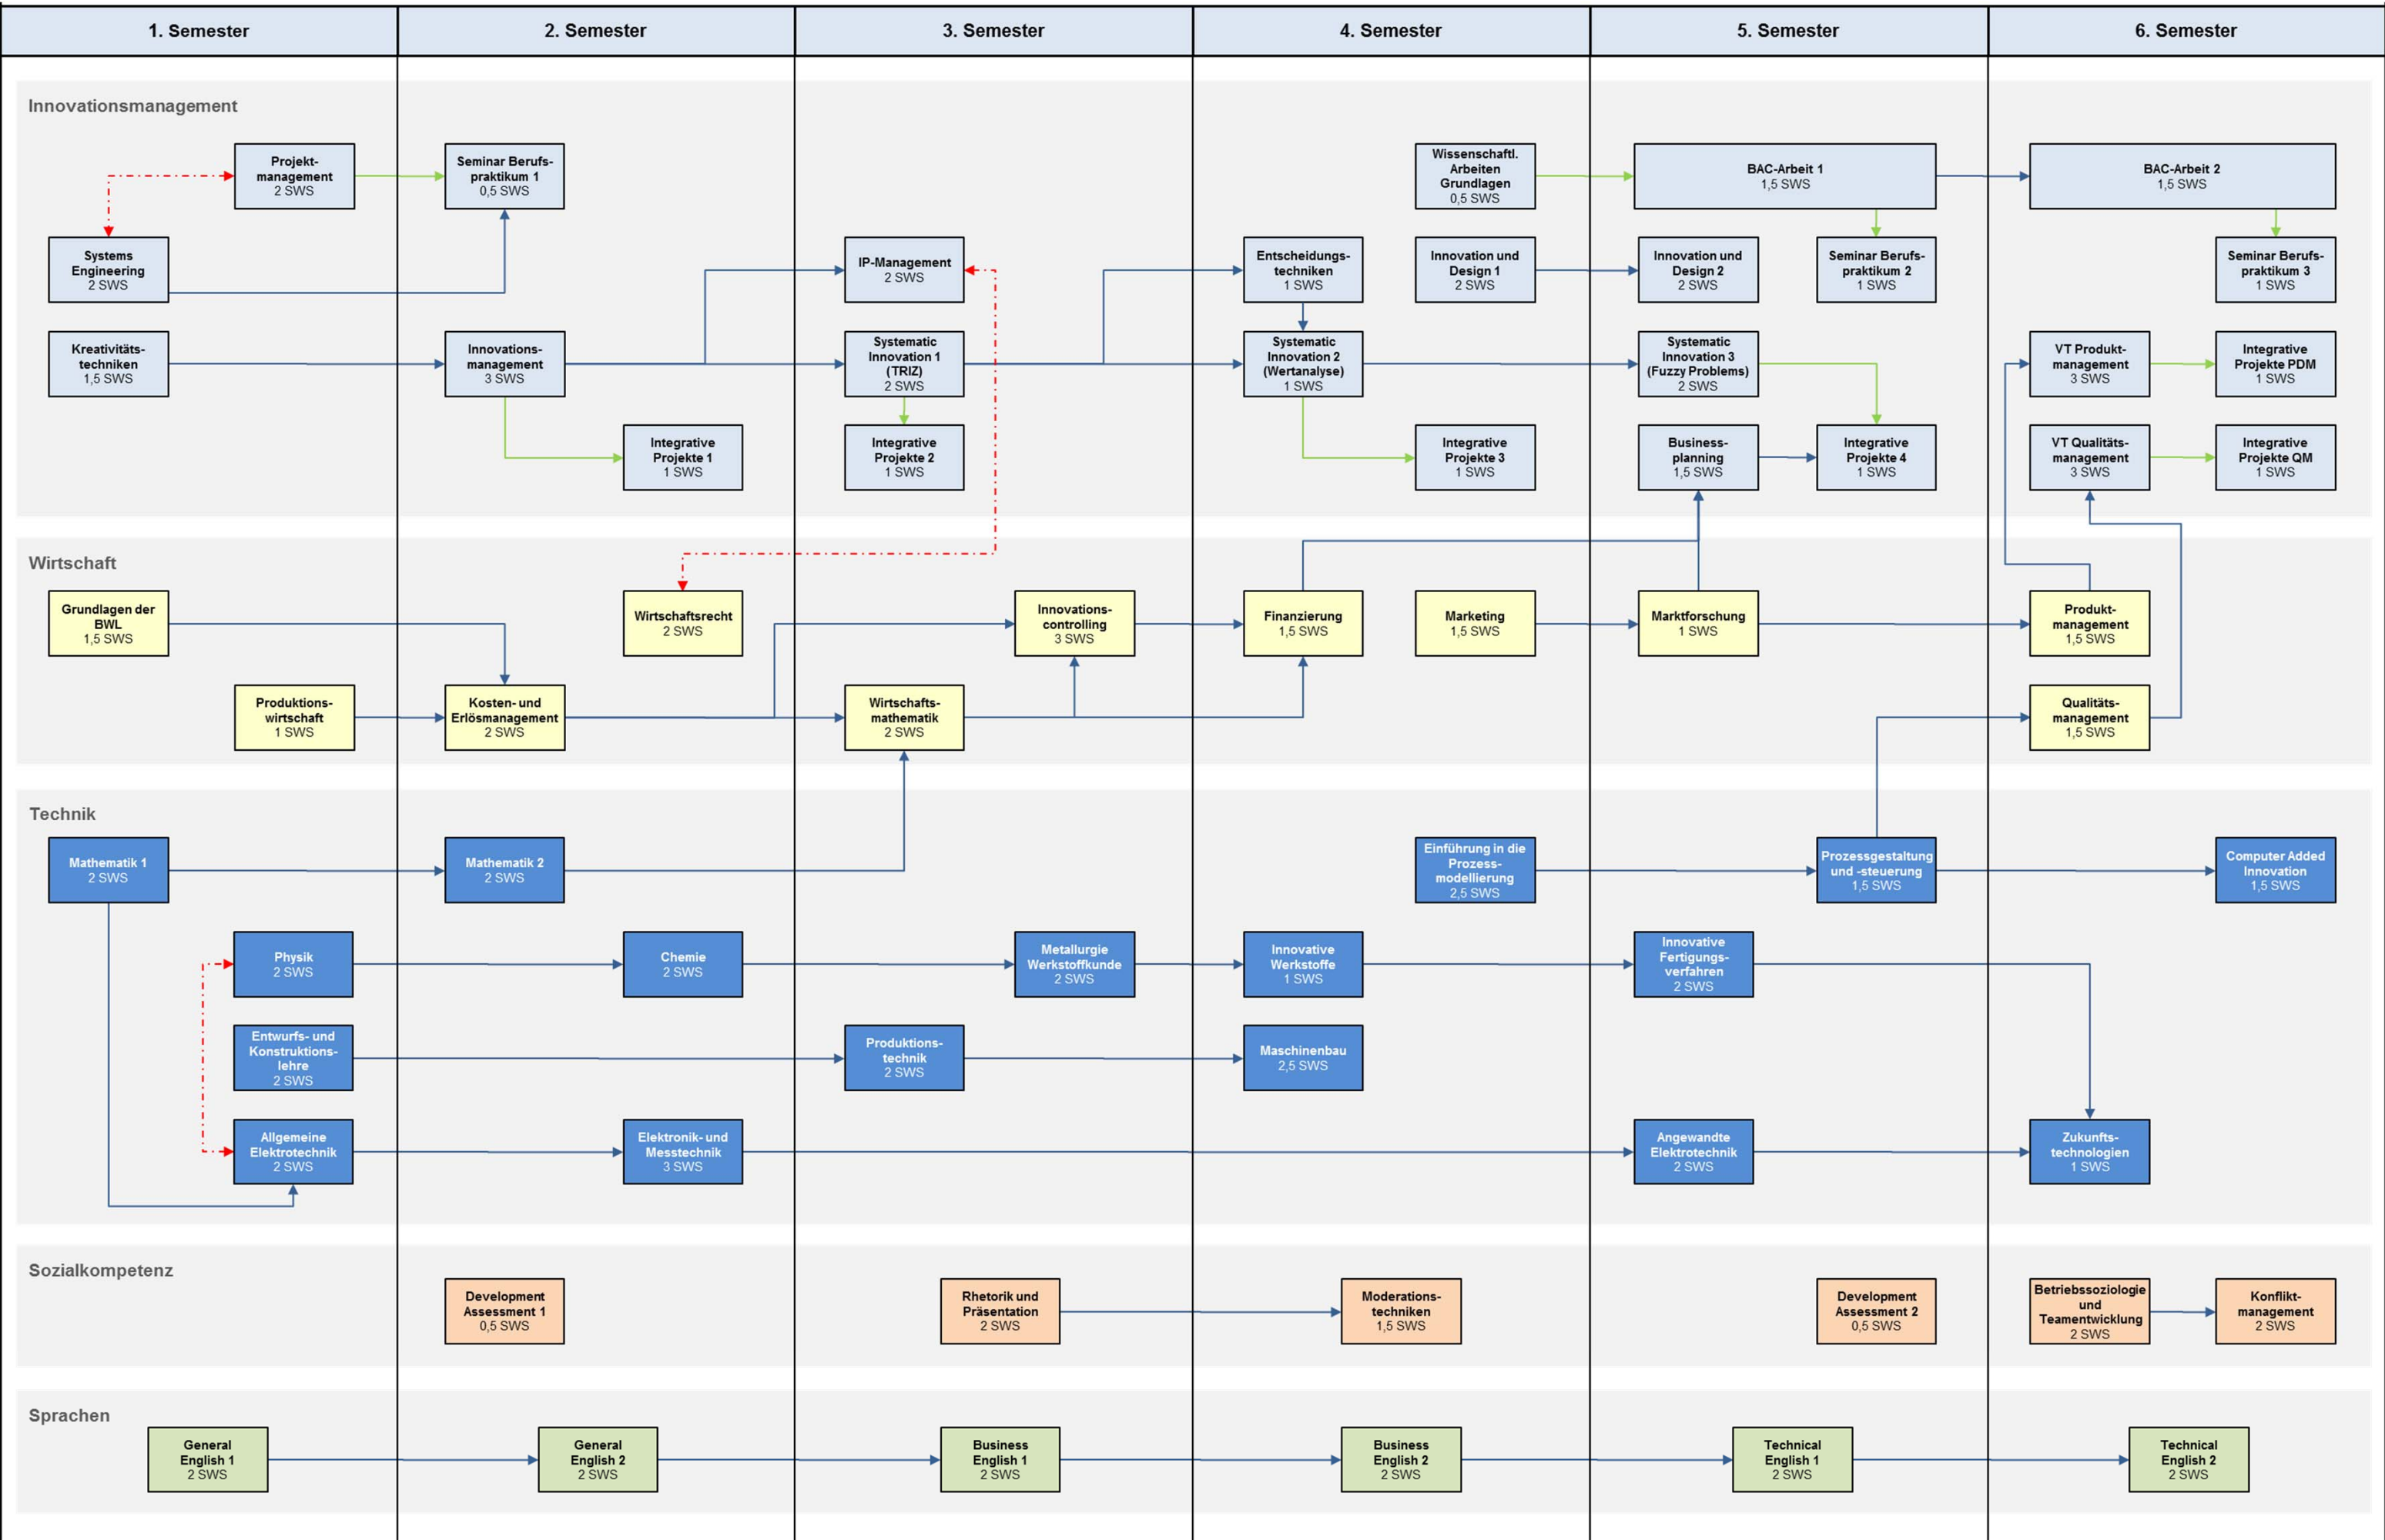 1. Semester
2. Semester
3. Semester
4. Semester
5. Semester
6. Semester
Innovationsmanagement
Projekt-
management
2 SWS
Seminar Berufs-
praktikum 1
0,5 SWS
Wissenschaftl.
Arbeiten
Grundlagen
0,5 SWS
BAC-Arbeit 1
1,5 SWS
BAC-Arbeit 2
1,5 SWS
Systems
Engineering
2 SWS
IP-Management
2 SWS
Entscheidungs-
techniken
1 SWS
Innovation und
Design 1
2 SWS
Innovation und
Design 2
2 SWS
Seminar Berufs-
praktikum 2
1 SWS
Seminar Berufs-
praktikum 3
1 SWS
Kreativitäts-
techniken
1,5 SWS
Innovations-
management
3 SWS
Systematic
Innovation 1
(TRIZ)
2 SWS
Systematic
Innovation 2
(Wertanalyse)
1 SWS
Systematic
Innovation 3
(Fuzzy Problems)
2 SWS
VT Produkt-
management
3 SWS
Integrative
Projekte PDM
1 SWS
Integrative
Projekte 1
1 SWS
Integrative
Projekte 2
1 SWS
Integrative
Projekte 3
1 SWS
Business-
planning
1,5 SWS
Integrative
Projekte 4
1 SWS
VT Qualitäts-
management
3 SWS
Integrative
Projekte QM
1 SWS
Wirtschaft
Grundlagen der
BWL
1,5 SWS
Wirtschaftsrecht
2 SWS
Innovations-
controlling
3 SWS
Finanzierung
1,5 SWS
Marketing
1,5 SWS
Marktforschung
1 SWS
Produkt-
management
1,5 SWS
Produktions-
wirtschaft
1 SWS
Kosten- und
Erlösmanagement
2 SWS
Wirtschafts-
mathematik
2 SWS
Qualitäts-
management
1,5 SWS
Technik
Mathematik 1
2 SWS
Mathematik 2
2 SWS
Einführung in die
Prozess-
modellierung
2,5 SWS
Prozessgestaltung
und -steuerung
1,5 SWS
Computer Added
Innovation
1,5 SWS
Physik
2 SWS
Chemie
2 SWS
Metallurgie
Werkstoffkunde
2 SWS
Innovative
Werkstoffe
1 SWS
Innovative
Fertigungs-
verfahren
2 SWS
Entwurfs- und
Konstruktions-
lehre
2 SWS
Produktions-
technik
2 SWS
Maschinenbau
2,5 SWS
Allgemeine
Elektrotechnik
2 SWS
Elektronik- und
Messtechnik
3 SWS
Angewandte
Elektrotechnik
2 SWS
Zukunfts-
technologien
1 SWS
Sozialkompetenz
Development
Assessment 1
0,5 SWS
Rhetorik und
Präsentation
2 SWS
Moderations-
techniken
1,5 SWS
Development
Assessment 2
0,5 SWS
Betriebssoziologie
und
Teamentwicklung
2 SWS
Konflikt-
management
2 SWS
Sprachen
General
English 1
2 SWS
General
English 2
2 SWS
Business
English 1
2 SWS
Business
English 2
2 SWS
Technical
English 1
2 SWS
Technical
English 2
2 SWS